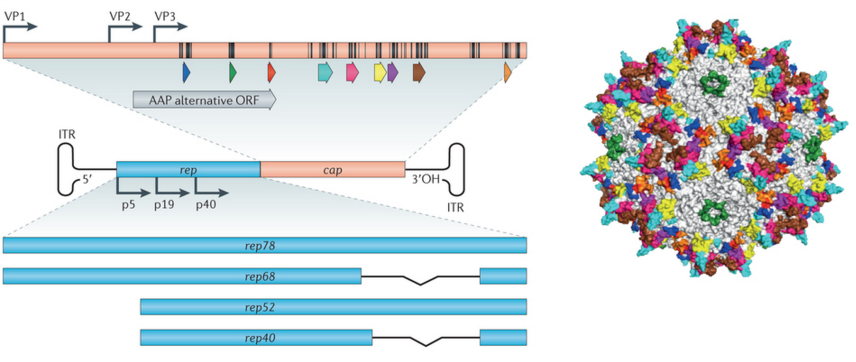 VP1
VP2
VP3
AAP alternative ORF
ITR
5′
rep
cap
3′OH
ITR
p5
p19
p40
rep78
rep68
rep52
rep40